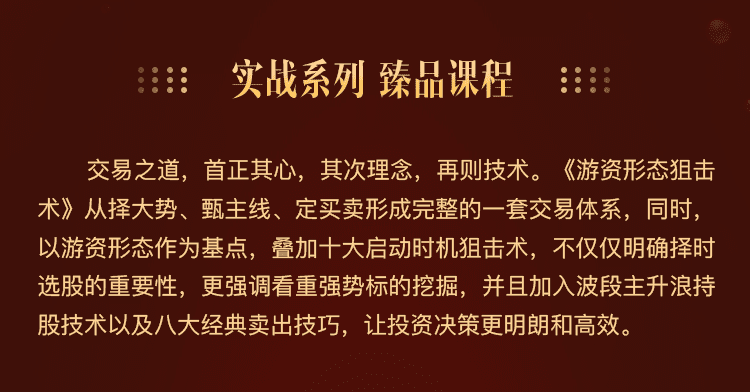 实战系列 臻品课程
交易之道，首正其心，其次理念，再则技术。《游资形态狙击
术》从择大势、甄主线、定买卖形成完整的一套交易体系，同时，
以游资形态作为基点，叠加十大启动时机狙击术，不仅仅明确择时
选股的重要性，更强调看重强势标的挖掘，并且加入波段主升浪持
股技术以及八大经典卖出技巧，让投资决策更明朗和高效。